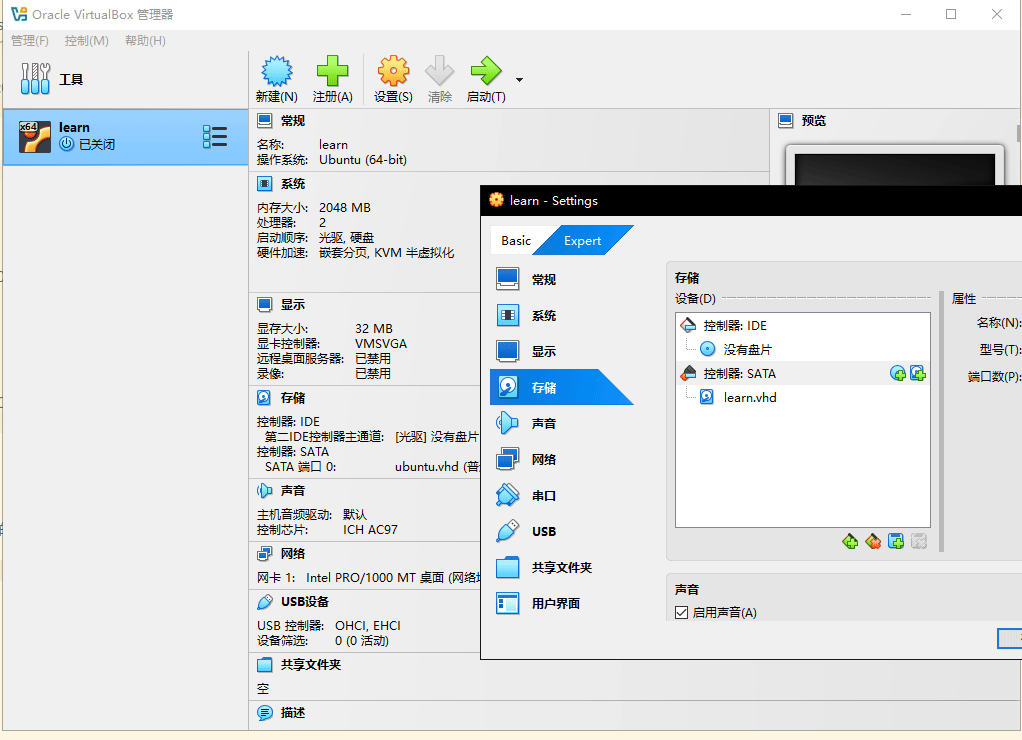 Oracle VirtualBox 管理器
管理(F) 控制(M) 帮助(H)
工具
新建(N) 注册(A) 设置(S) 清除 启动(T)
x64
learn
已关闭
常规
名称: learn
操作系统: Ubuntu (64-bit)
预览
系统
内存大小: 2048 MB
处理器: 2
启动顺序: 光驱, 硬盘
硬件加速: 嵌套分页, KVM 半虚拟化
显示
显存大小: 32 MB
显卡控制器: VMSVGA
远程桌面服务器: 已禁用
录像: 已禁用
存储
控制器: IDE
第二IDE控制器主通道: [光驱] 没有盘片
控制器: SATA
SATA 端口 0: ubuntu.vhd (普
声音
主机音频驱动: 默认
控制芯片: ICH AC97
网络
网卡 1: Intel PRO/1000 MT 桌面 (网络
USB设备
USB 控制器: OHCI, EHCI
设备筛选: 0 (0 活动)
共享文件夹
空
描述
learn - Settings
Basic Expert
常规
系统
显示
存储
声音
网络
串口
USB
共享文件夹
用户界面
存储
设备(D)
控制器: IDE
没有盘片
控制器: SATA
learn.vhd
属性
名称(N):
型号(T):
端口数(P):
声音
启用声音(A)